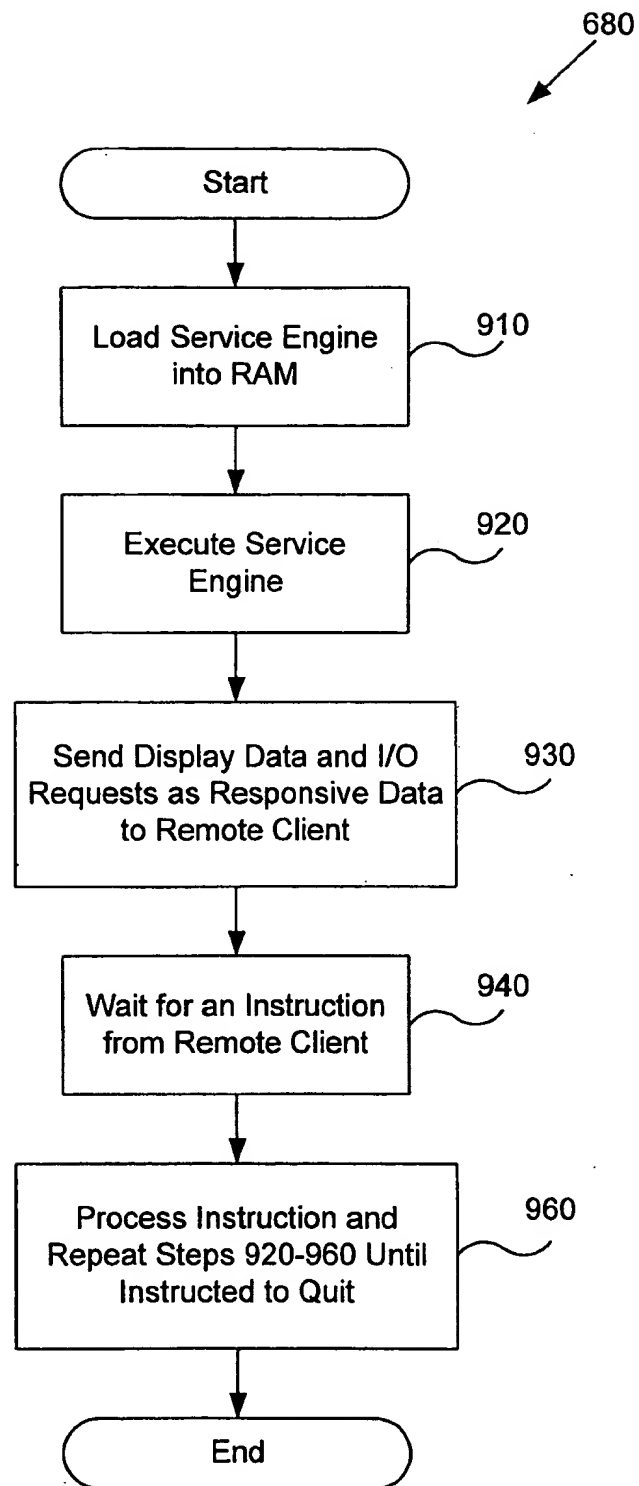 680
Start
Load Service Engine
into RAM
910
Execute Service
Engine
920
Send Display Data and I/O
Requests as Responsive Data
to Remote Client
930
Wait for an Instruction
from Remote Client
940
Process Instruction and
Repeat Steps 920-960 Until
Instructed to Quit
960
End